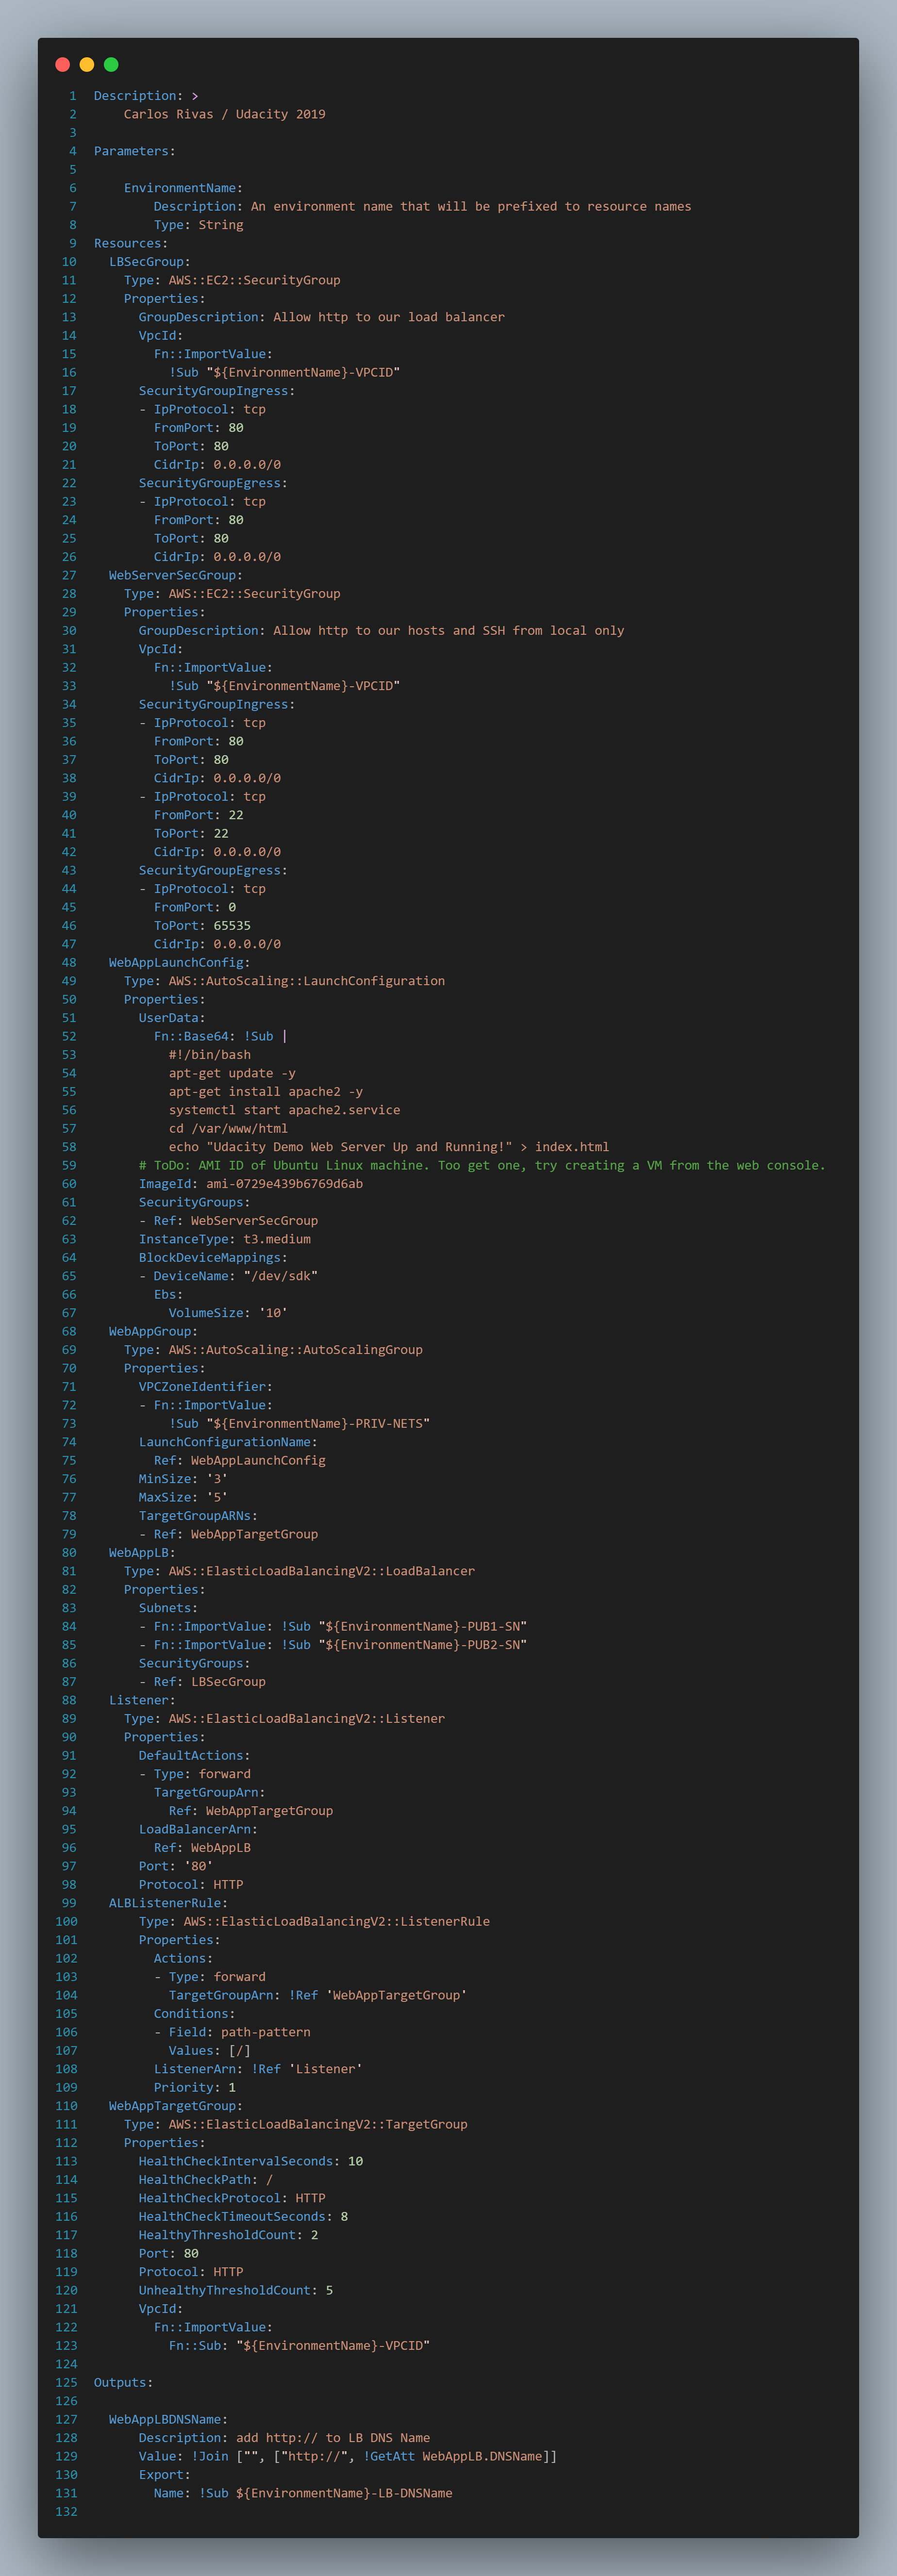 1 Description: >
2     Carlos Rivas / Udacity 2019
3
4 Parameters:
5
6     EnvironmentName:
7         Description: An environment name that will be prefixed to resource names
8         Type: String
9 Resources:
10   LBSecGroup:
11     Type: AWS::EC2::SecurityGroup
12     Properties:
13       GroupDescription: Allow http to our load balancer
14       VpcId:
15         Fn::ImportValue:
16           !Sub "${EnvironmentName}-VPCID"
17       SecurityGroupIngress:
18       - IpProtocol: tcp
19         FromPort: 80
20         ToPort: 80
21         CidrIp: 0.0.0.0/0
22       SecurityGroupEgress:
23       - IpProtocol: tcp
24         FromPort: 80
25         ToPort: 80
26         CidrIp: 0.0.0.0/0
27   WebServerSecGroup:
28     Type: AWS::EC2::SecurityGroup
29     Properties:
30       GroupDescription: Allow http to our hosts and SSH from local only
31       VpcId:
32         Fn::ImportValue:
33           !Sub "${EnvironmentName}-VPCID"
34       SecurityGroupIngress:
35       - IpProtocol: tcp
36         FromPort: 80
37         ToPort: 80
38         CidrIp: 0.0.0.0/0
39       - IpProtocol: tcp
40         FromPort: 22
41         ToPort: 22
42         CidrIp: 0.0.0.0/0
43       SecurityGroupEgress:
44       - IpProtocol: tcp
45         FromPort: 0
46         ToPort: 65535
47         CidrIp: 0.0.0.0/0
48   WebAppLaunchConfig:
49     Type: AWS::AutoScaling::LaunchConfiguration
50     Properties:
51       UserData:
52         Fn::Base64: !Sub |
53           #!/bin/bash
54           apt-get update -y
55           apt-get install apache2 -y
56           systemctl start apache2.service
57           cd /var/www/html
58           echo "Udacity Demo Web Server Up and Running!" > index.html
59       # ToDo: AMI ID of Ubuntu Linux machine. Too get one, try creating a VM from the web console.
60       ImageId: ami-0729e439b6769d6ab
61       SecurityGroups:
62       - Ref: WebServerSecGroup
63       InstanceType: t3.medium
64       BlockDeviceMappings:
65       - DeviceName: "/dev/sdk"
66         Ebs:
67           VolumeSize: '10'
68   WebAppGroup:
69     Type: AWS::AutoScaling::AutoScalingGroup
70     Properties:
71       VPCZoneIdentifier:
72       - Fn::ImportValue:
73           !Sub "${EnvironmentName}-PRIV-NETS"
74       LaunchConfigurationName:
75         Ref: WebAppLaunchConfig
76       MinSize: '3'
77       MaxSize: '5'
78       TargetGroupARNs:
79       - Ref: WebAppTargetGroup
80   WebAppLB:
81     Type: AWS::ElasticLoadBalancingV2::LoadBalancer
82     Properties:
83       Subnets:
84       - Fn::ImportValue: !Sub "${EnvironmentName}-PUB1-SN"
85       - Fn::ImportValue: !Sub "${EnvironmentName}-PUB2-SN"
86       SecurityGroups:
87       - Ref: LBSecGroup
88   Listener:
89     Type: AWS::ElasticLoadBalancingV2::Listener
90     Properties:
91       DefaultActions:
92       - Type: forward
93         TargetGroupArn:
94           Ref: WebAppTargetGroup
95       LoadBalancerArn:
96         Ref: WebAppLB
97       Port: '80'
98       Protocol: HTTP
99   ALBListenerRule:
100       Type: AWS::ElasticLoadBalancingV2::ListenerRule
101       Properties:
102         Actions:
103         - Type: forward
104           TargetGroupArn: !Ref 'WebAppTargetGroup'
105         Conditions:
106         - Field: path-pattern
107           Values: [/]
108         ListenerArn: !Ref 'Listener'
109         Priority: 1
110   WebAppTargetGroup:
111     Type: AWS::ElasticLoadBalancingV2::TargetGroup
112     Properties:
113       HealthCheckIntervalSeconds: 10
114       HealthCheckPath: /
115       HealthCheckProtocol: HTTP
116       HealthCheckTimeoutSeconds: 8
117       HealthyThresholdCount: 2
118       Port: 80
119       Protocol: HTTP
120       UnhealthyThresholdCount: 5
121       VpcId:
122         Fn::ImportValue:
123           Fn::Sub: "${EnvironmentName}-VPCID"
124
125 Outputs:
126
127   WebAppLBDNSName:
128       Description: add http:// to LB DNS Name
129       Value: !Join ["", ["http://", !GetAtt WebAppLB.DNSName]]
130       Export:
131         Name: !Sub ${EnvironmentName}-LB-DNSName
132